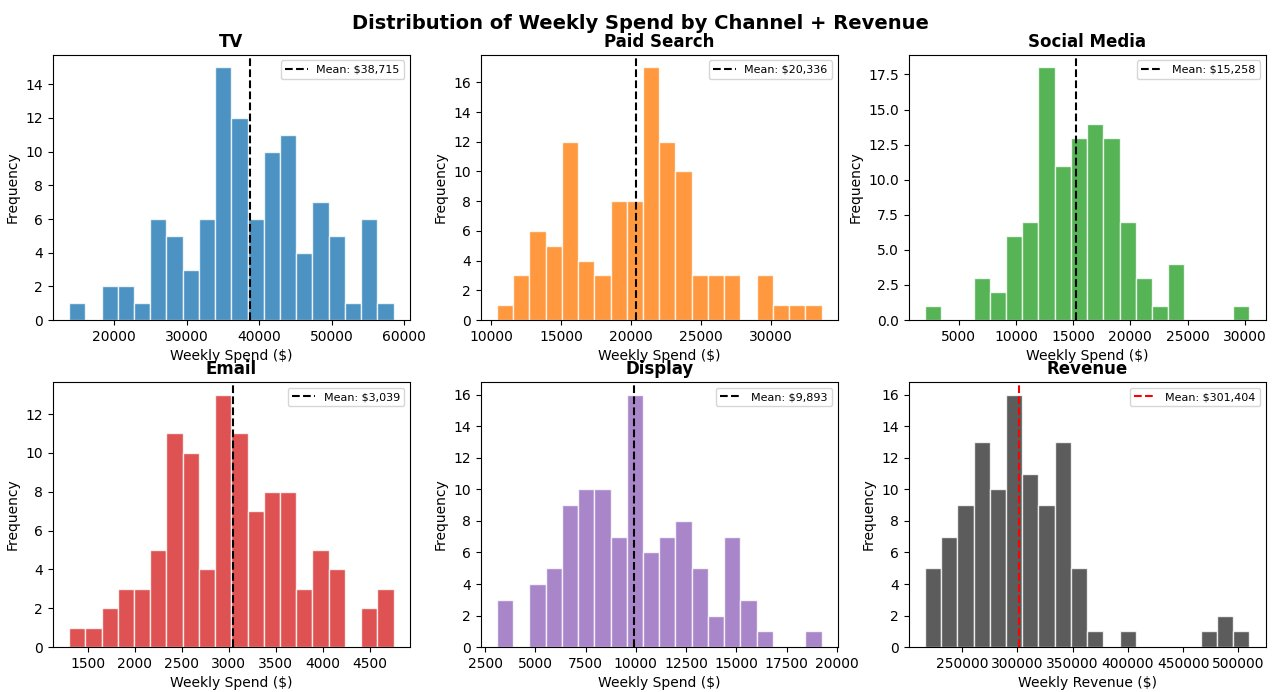 Distribution of Weekly Spend by Channel + Revenue
TV
Mean: $38,715
Frequency
0
2
4
6
8
10
12
14
20000 30000 40000 50000 60000
Weekly Spend ($)
Paid Search
Mean: $20,336
Frequency
0
2
4
6
8
10
12
14
16
10000 15000 20000 25000 30000
Weekly Spend ($)
Social Media
Mean: $15,258
Frequency
0.0
2.5
5.0
7.5
10.0
12.5
15.0
17.5
5000 10000 15000 20000 25000 30000
Weekly Spend ($)
Email
Mean: $3,039
Frequency
0
2
4
6
8
10
12
1500 2000 2500 3000 3500 4000 4500
Weekly Spend ($)
Display
Mean: $9,893
Frequency
0
2
4
6
8
10
12
14
16
2500 5000 7500 10000 12500 15000 17500 20000
Weekly Spend ($)
Revenue
Mean: $301,404
Frequency
0
2
4
6
8
10
12
14
16
250000 300000 350000 400000 450000 500000
Weekly Revenue ($)